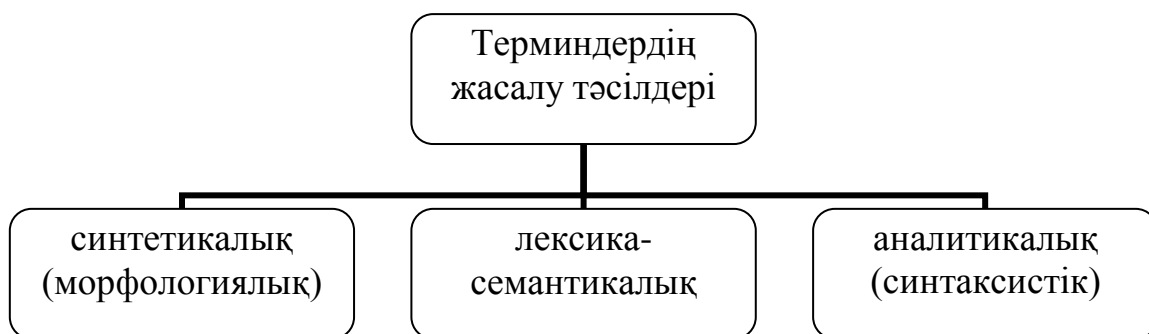 Терминдердің
жасалу тәсілдері
синтетикалық
(морфологиялық)
лексика-
семантикалық
аналитикалық
(синтаксистік)